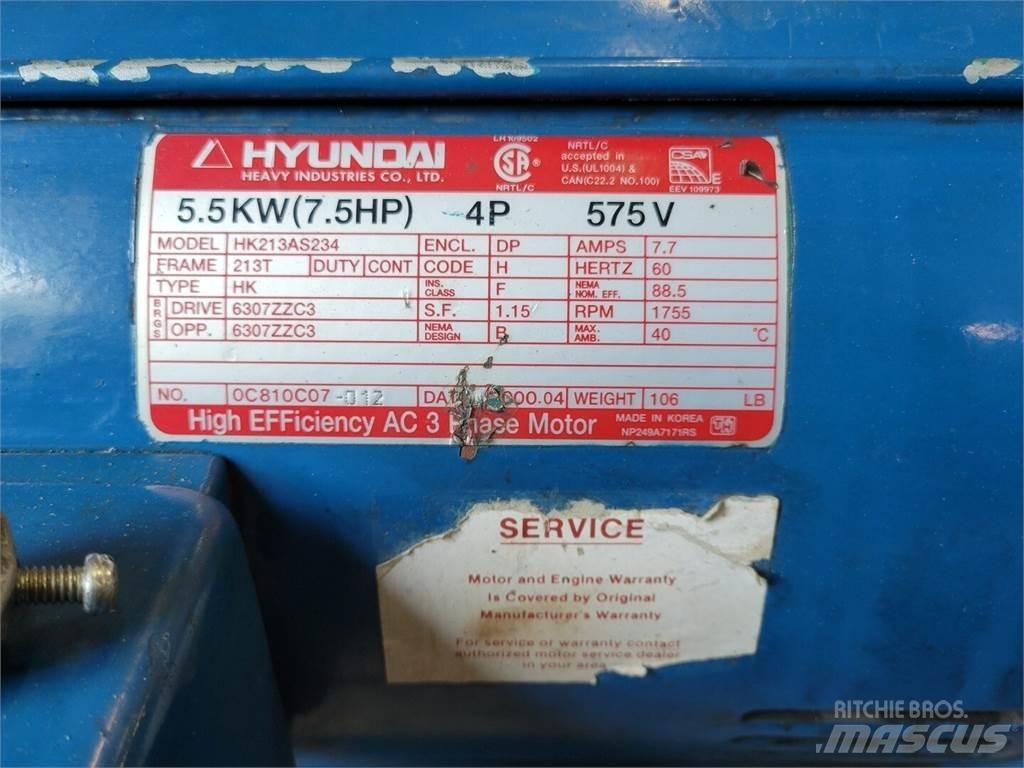 HYUNDAI
HEAVY INDUSTRIES CO., LTD.
LR109502
SA
NRTL/C
NRTL/C
accepted in
U.S.(UL1004) &
CAN(C22.2 NO.100)
CSA
E
EEV 109973
5.5KW(7.5HP) 4P 575V
MODEL HK213AS234 ENCL. DP AMPS 7.7
FRAME 213T DUTY CONT CODE H HERTZ 60
TYPE HK INS. CLASS F NEMA NOM. EFF. 88.5
BRGS DRIVE 6307ZZC3 S.F. 1.15 RPM 1755
OPP. 6307ZZC3 NEMA DESIGN B MAX. AMB. 40 °C
NO. 0C810C07-012 WEIGHT 106 LB
High EFFiciency AC 3 Phase Motor
MADE IN KOREA
NP249A7171RS
SERVICE
Motor and Engine Warranty
Is Covered by Original
Manufacturer's Warranty
For service or warranty contact
authorized motor service dealer
in your area
RITCHIE BROS.
MASCUS